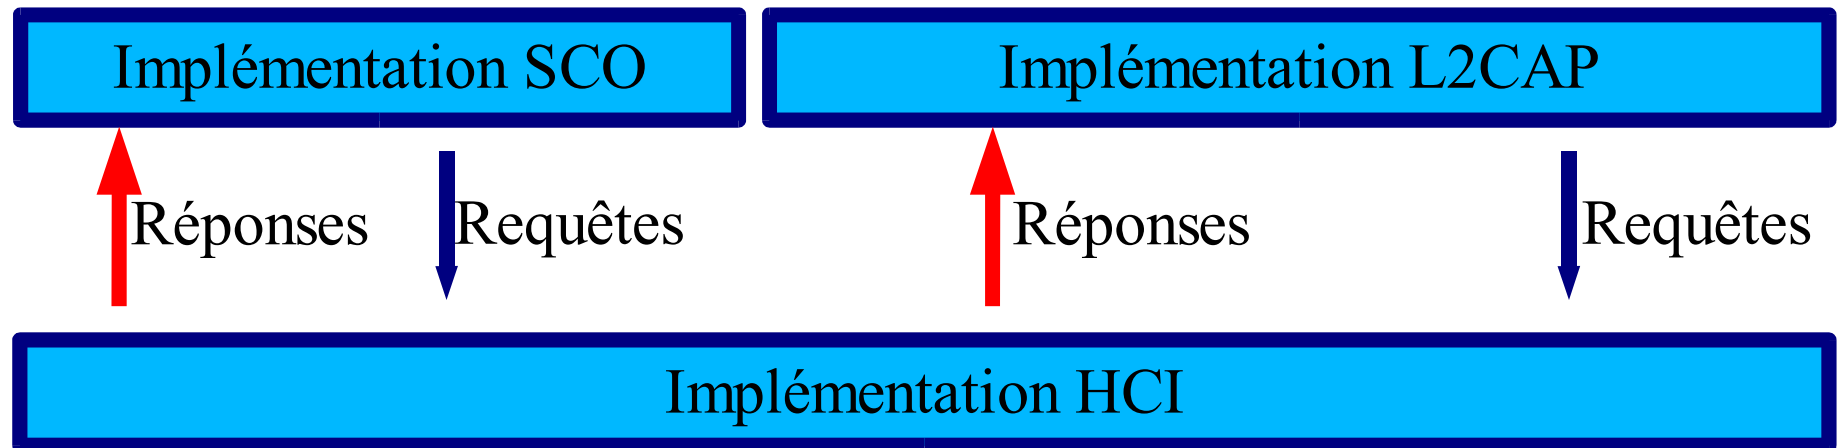 Implémentation SCO
Implémentation L2CAP
Réponses
Requêtes
Réponses
Requêtes
Implémentation HCI